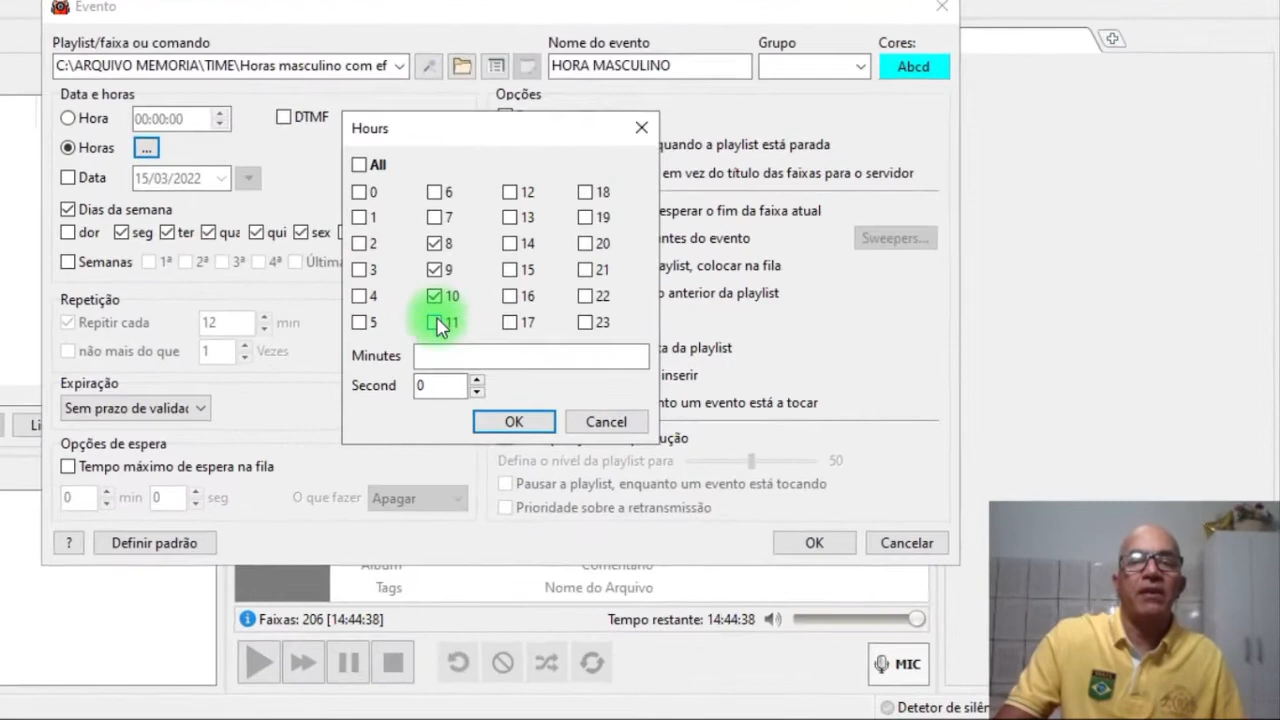 Evento
Playlist/faixa ou comando
Nome do evento
Grupo
Cores:
C:\ARQUIVO MEMORIA\TIME\Horas masculino com ef
HORA MASCULINO
Abcd
Data e horas
Opções
Hora
00:00:00
DTMF
Horas
...
quando a playlist está parada
Data
15/03/2022
em vez do título das faixas para o servidor
Dias da semana
esperar o fim da faixa atual
dor seg ter qua qui sex
antes do evento
Sweepers...
Semanas 1ª 2ª 3ª 4ª Última
aylist, colocar na fila
o anterior da playlist
Repetição
Repitir cada 12 min
não mais do que 1 Vezes
xa da playlist
inserir
Expiração
Sem prazo de validac
nto um evento está a tocar
Opções de espera
ução
Tempo máximo de espera na fila
Defina o nível da playlist para
50
Pausar a playlist, enquanto um evento está tocando
0 min 0 seg
O que fazer
Apagar
Prioridade sobre a retransmissão
?
Definir padrão
OK
Cancelar
Hours
All
0 6 12 18
1 7 13 19
2 8 14 20
3 9 15 21
4 10 16 22
5 11 17 23
Minutes
Second 0
OK
Cancel
Li
Comentário
Tags
Nome do Arquivo
Faixas: 206 [14:44:38]
Tempo restante: 14:44:38
MIC
Detetor de silên